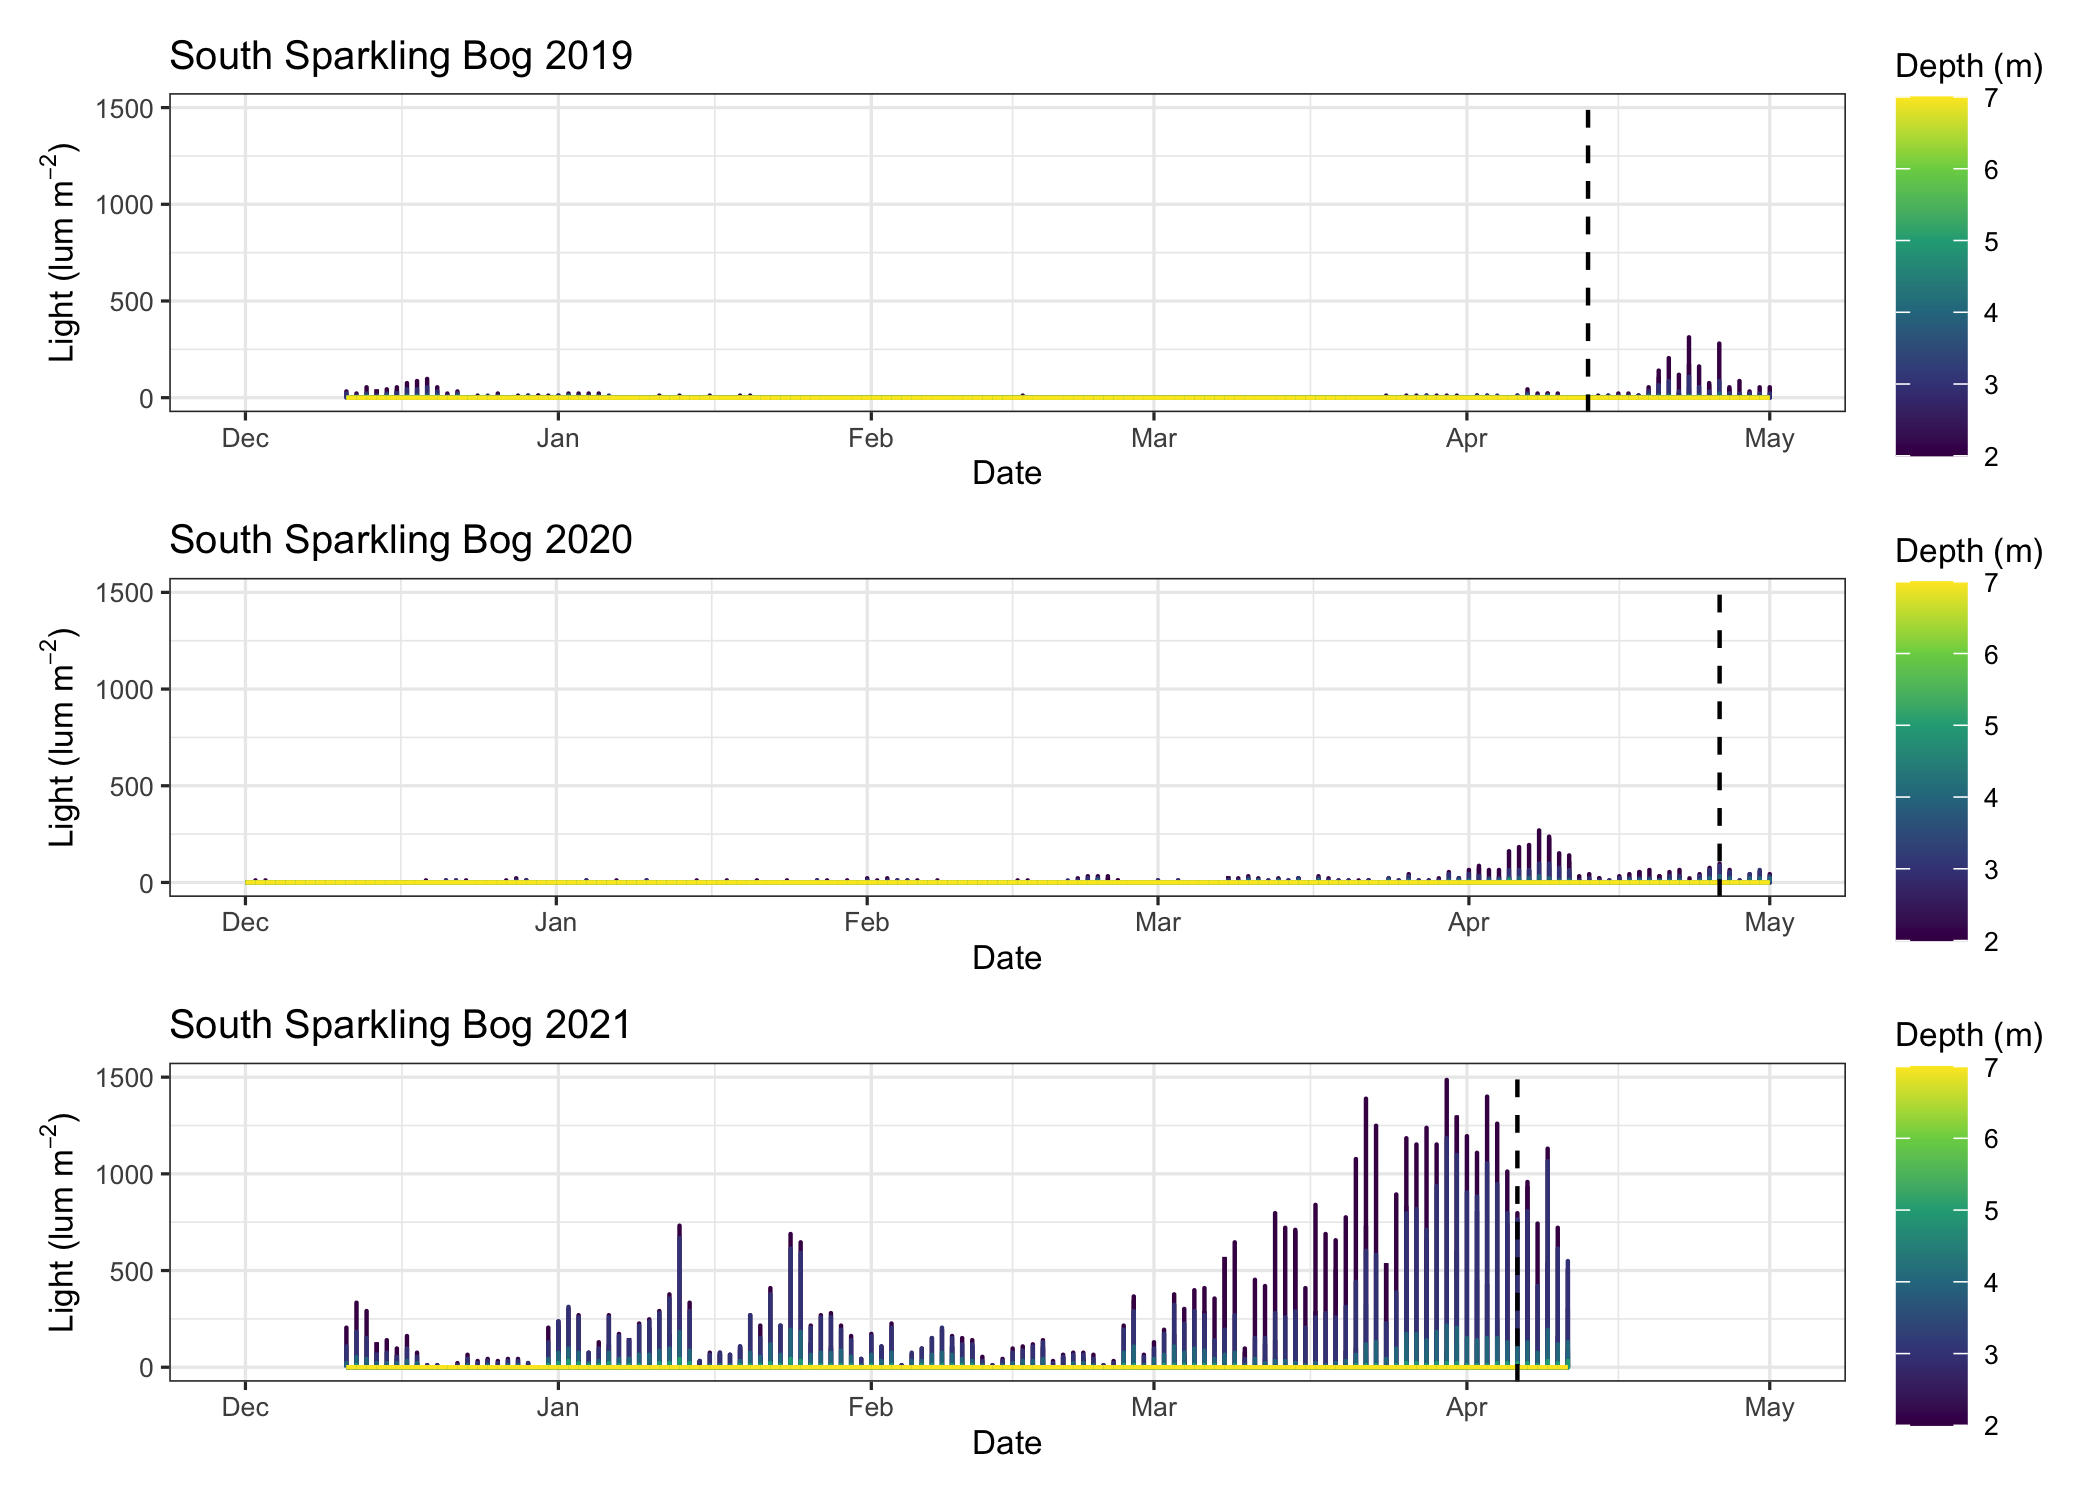 South Sparkling Bog 2019
Depth (m)
Light (lum m⁻²)
1500
1000
500
0
7
6
5
4
3
2
Dec Jan Feb Mar Apr May
Date
South Sparkling Bog 2020
Depth (m)
Light (lum m⁻²)
1500
1000
500
0
7
6
5
4
3
2
Dec Jan Feb Mar Apr May
Date
South Sparkling Bog 2021
Depth (m)
Light (lum m⁻²)
1500
1000
500
0
7
6
5
4
3
2
Dec Jan Feb Mar Apr May
Date